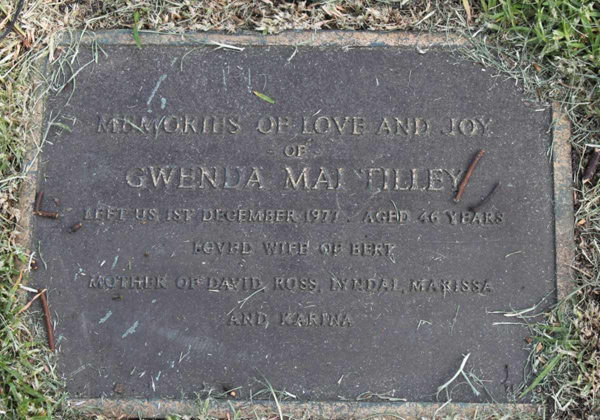 MEMORIES OF LOVE AND JOY
OF
GWENDA TILLEY
LEFT US 1ST DECEMBER 1977. AGED 46 YEARS
LOVED WIFE OF BERT
MOTHER OF DAVID, ROSS, LYNDAL, MARISSA
AND KARINA